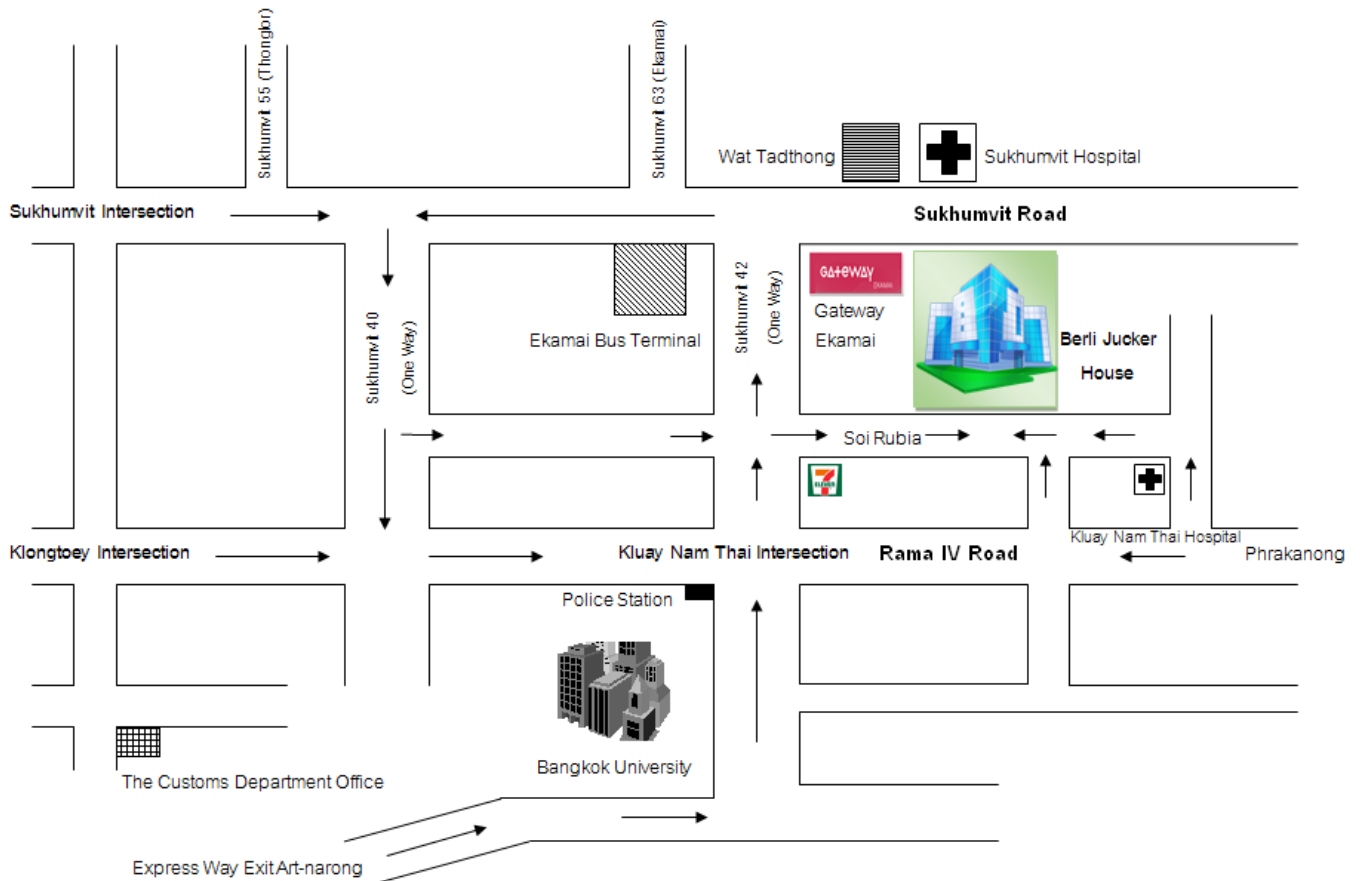 Sukhumvit 55 (Thonglor)
Sukhumvit 63 (Ekamai)
Wat Tadthong
Sukhumvit Hospital
Sukhumvit Intersection
Sukhumvit Road
GATEWAY
EKAMAI
Gateway
Ekamai
Sukhumvit 42
(One Way)
Ekamai Bus Terminal
Berli Jucker
House
Sukhumvit 40
(One Way)
Soi Rubia
7
ELEVEN
Klongtoey Intersection
Kluay Nam Thai Intersection
Rama IV Road
Kluay Nam Thai Hospital
Phrakanong
Police Station
Bangkok University
The Customs Department Office
Express Way Exit Art-narong